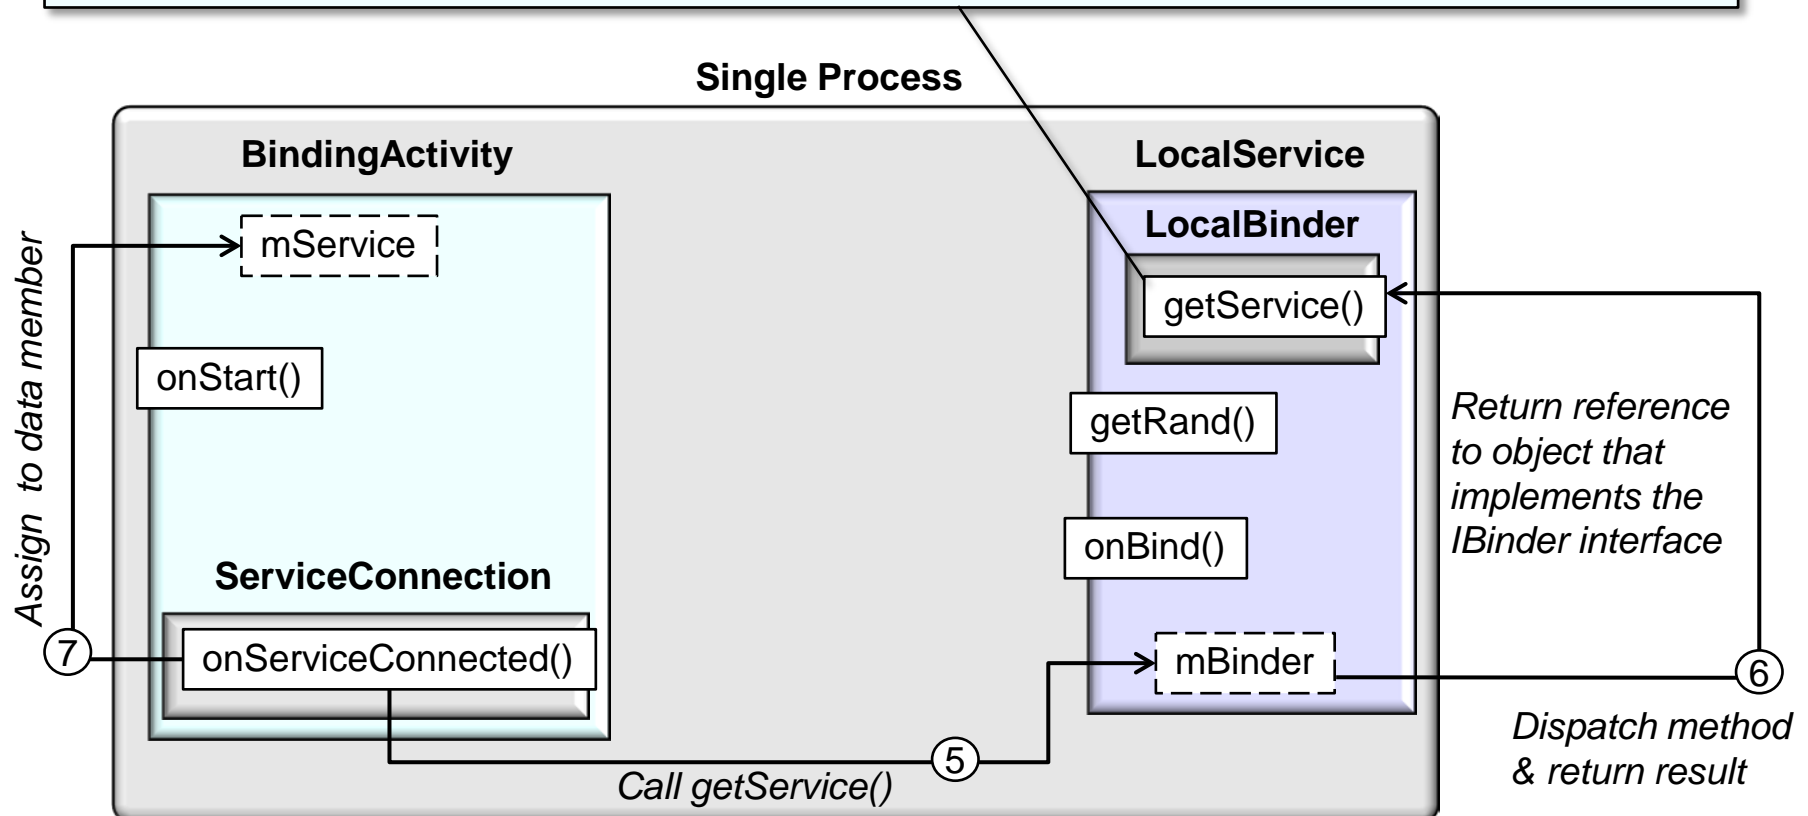 Single Process
BindingActivity
LocalService
mService
LocalBinder
getService()
onStart()
getRand()
Assign to data member
Return reference
to object that
implements the
IBinder interface
onBind()
ServiceConnection
onServiceConnected()
mBinder
7
6
5
Call getService()
Dispatch method
& return result